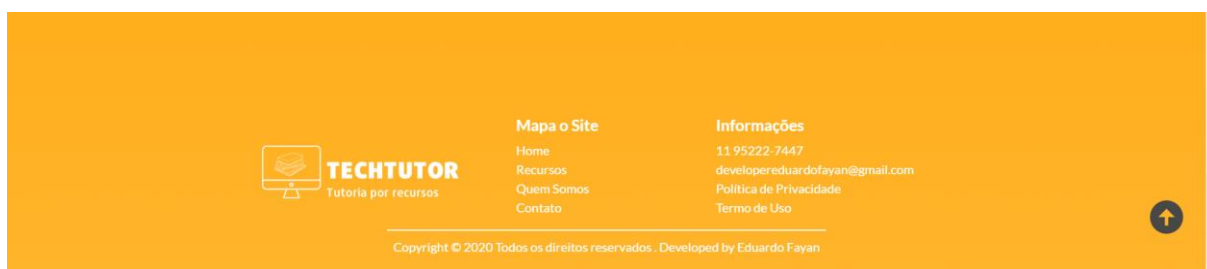 TECHTUTOR
Tutoria por recursos
Mapa o Site
Home
Recursos
Quem Somos
Contato
Informações
11 95222-7447
developereduardofayan@gmail.com
Política de Privacidade
Termo de Uso
Copyright © 2020 Todos os direitos reservados . Developed by Eduardo Fayan